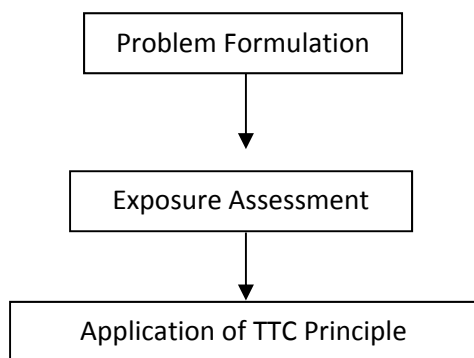 Problem Formulation
Exposure Assessment
Application of TTC Principle